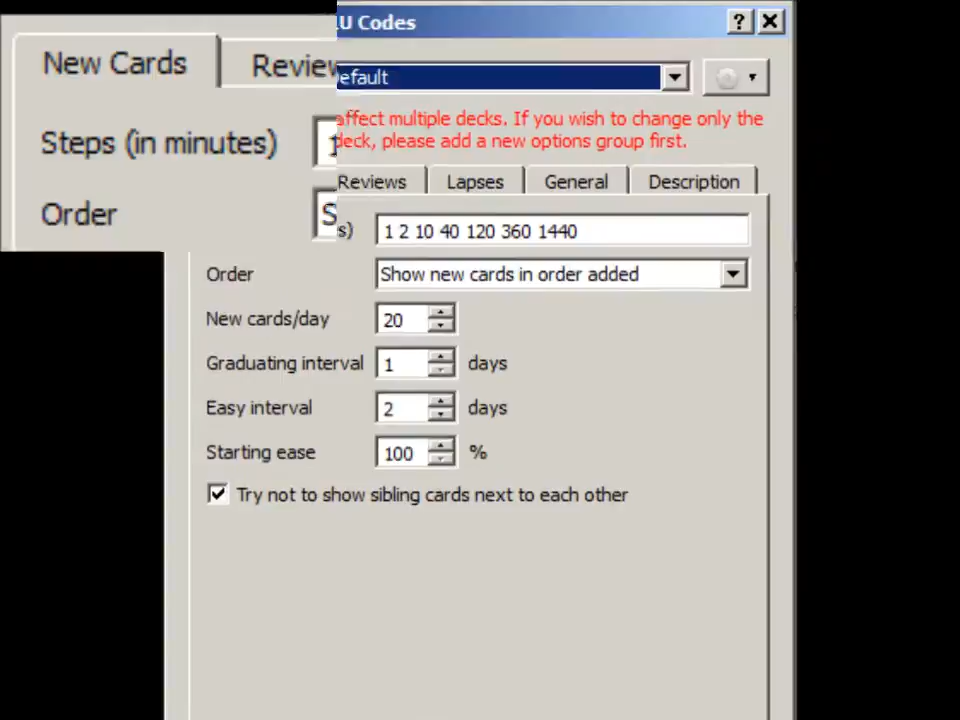 U Codes
New Cards
Review
efault
affect multiple decks. If you wish to change only the
deck, please add a new options group first.
Steps (in minutes)
Reviews
Lapses
General
Description
Order
s)
1 2 10 40 120 360 1440
Order
Show new cards in order added
New cards/day
20
Graduating interval
1
days
Easy interval
2
days
Starting ease
100
%
Try not to show sibling cards next to each other